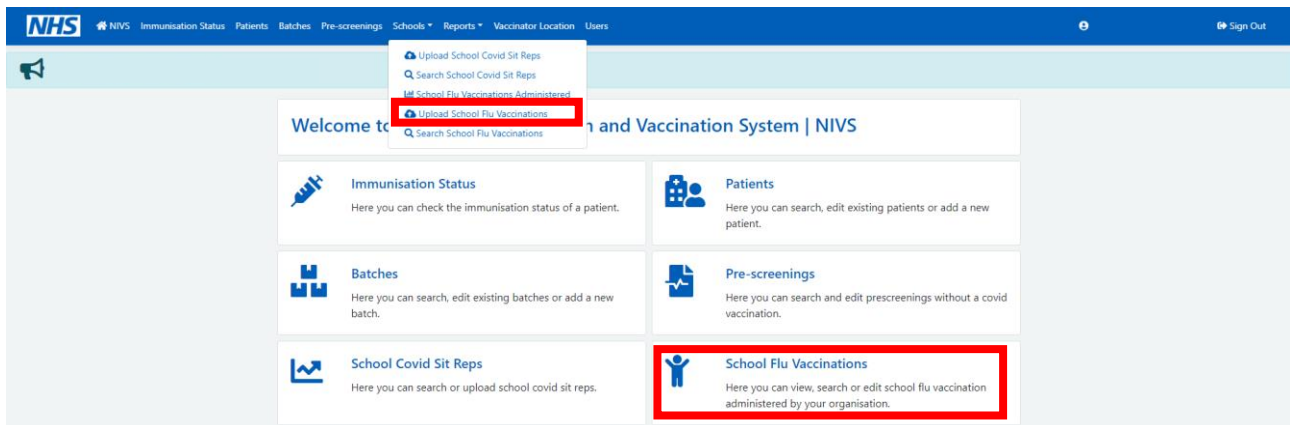 NHS NIVS Immunisation Status Patients Batches Pre-screenings Schools Reports Vaccinator Location Users Sign Out
Upload School Covid Sit Reps
Search School Covid Sit Reps
School Flu Vaccinations Administered
Upload School Flu Vaccinations
Search School Flu Vaccinations
Welcome and Vaccination System | NIVS
Immunisation Status
Here you can check the immunisation status of a patient.
Patients
Here you can search, edit existing patients or add a new
patient.
Batches
Here you can search, edit existing batches or add a new
batch.
Pre-screenings
Here you can search and edit prescreenings without a covid
vaccination.
School Covid Sit Reps
Here you can search or upload school covid sit reps.
School Flu Vaccinations
Here you can view, search or edit school flu vaccination
administered by your organisation.